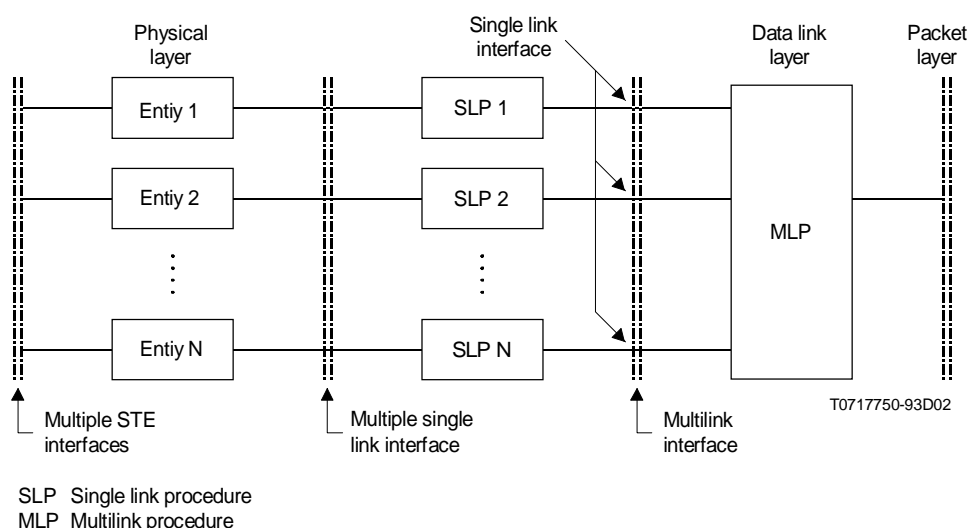 Physical
layer
Single link
interface
Data link
layer
Packet
layer
Entiy 1
SLP 1
Entiy 2
SLP 2
MLP
Entiy N
SLP N
T0717750-93D02
Multiple STE
interfaces
Multiple single
link interface
Multilink
interface
SLP Single link procedure
MLP Multilink procedure